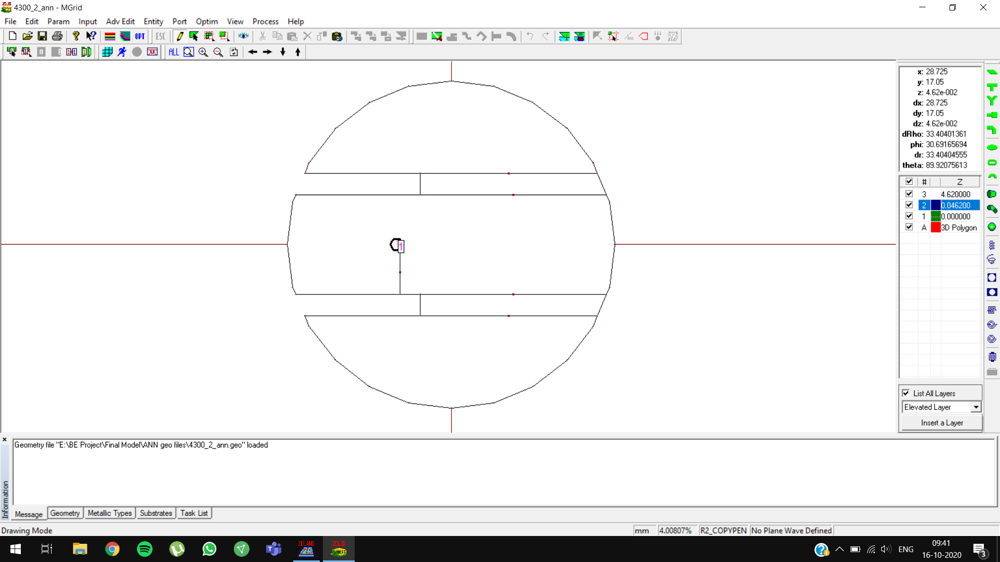 4300_2_ann - MGrid
File Edit Param Input Adv Edit Entity Port Optim View Process Help
OPT ESC
ALL
x: 28.725
y: 17.05
z: 4.62e-002
dx: 28.725
dy: 17.05
dz: 4.62e-002
dRho: 33.40401361
phi: 30.69165694
dr: 33.40404555
theta: 89.92075613
# Z
3 4.620000
2 0.046200
1 0.000000
A 3D Polygon
1
List All Layers
Elevated Layer
Insert a Layer
Geometry file "E:\BE Project\Final Model\ANN geo files\4300_2_ann.geo" loaded
Information
Message Geometry Metallic Types Substrates Task List
Drawing Mode mm 4.00807% R2_COPYPEN No Plane Wave Defined
ZELAND
ZLS
ENG
09:41
16-10-2020
3